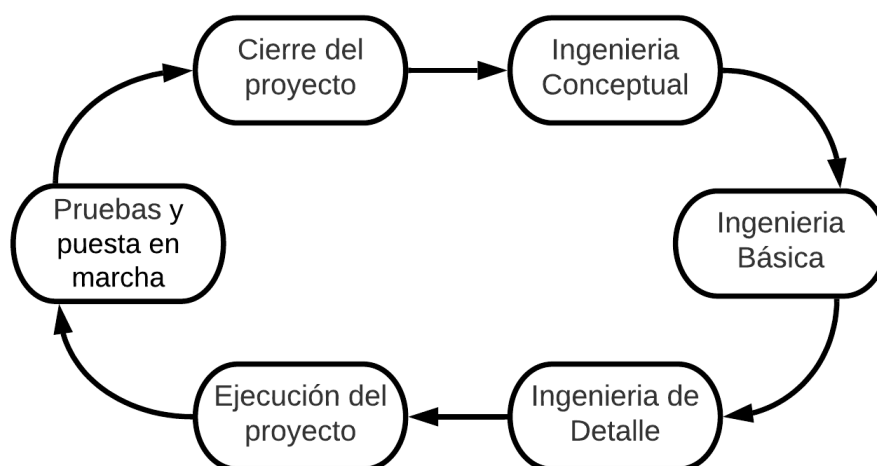 Cierre del
proyecto
Ingenieria
Conceptual
Ingenieria
Básica
Ingenieria de
Detalle
Ejecución del
proyecto
Pruebas y
puesta en
marcha